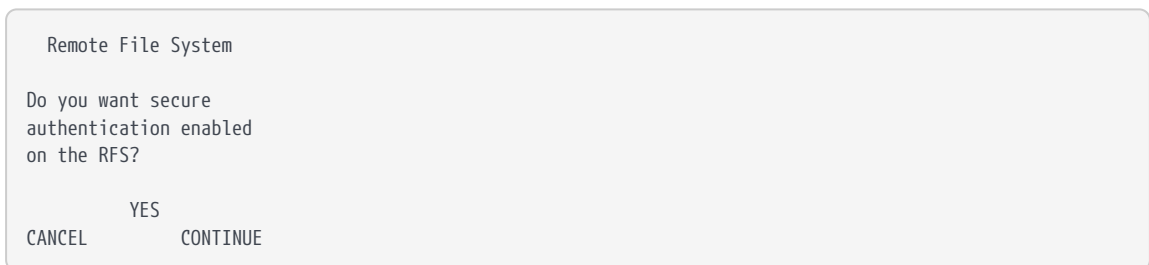 Remote File System
Do you want secure
authentication enabled
on the RFS?
YES
CANCEL CONTINUE